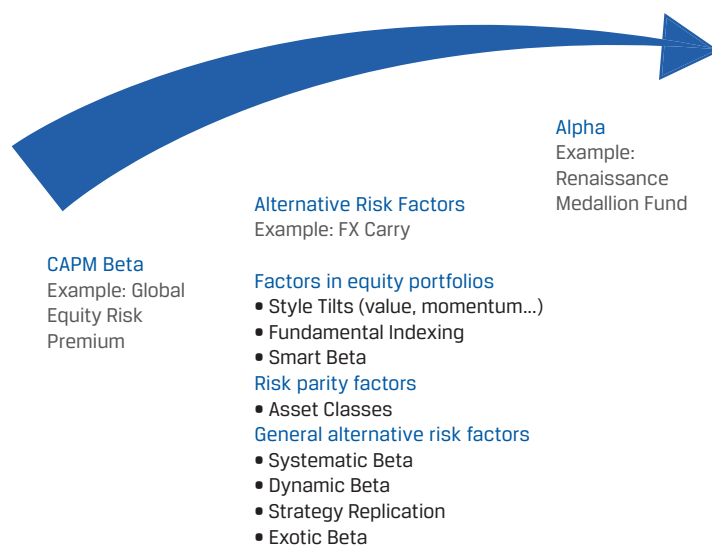 CAPM Beta
Example: Global
Equity Risk
Premium
Alternative Risk Factors
Example: FX Carry
Factors in equity portfolios
• Style Tilts (value, momentum...)
• Fundamental Indexing
• Smart Beta
Risk parity factors
• Asset Classes
General alternative risk factors
• Systematic Beta
• Dynamic Beta
• Strategy Replication
• Exotic Beta
Alpha
Example:
Renaissance
Medallion Fund